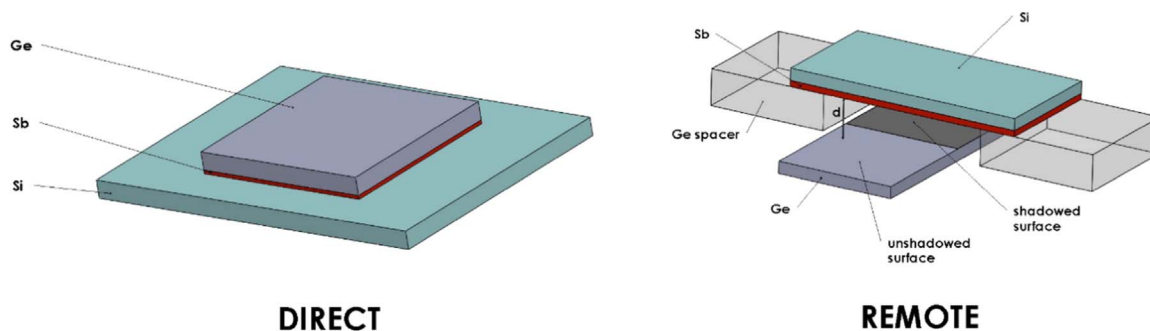 Ge
Sb
Si
DIRECT
Si
Sb
d
Ge spacer
Ge
shadowed
surface
unshadowed
surface
REMOTE